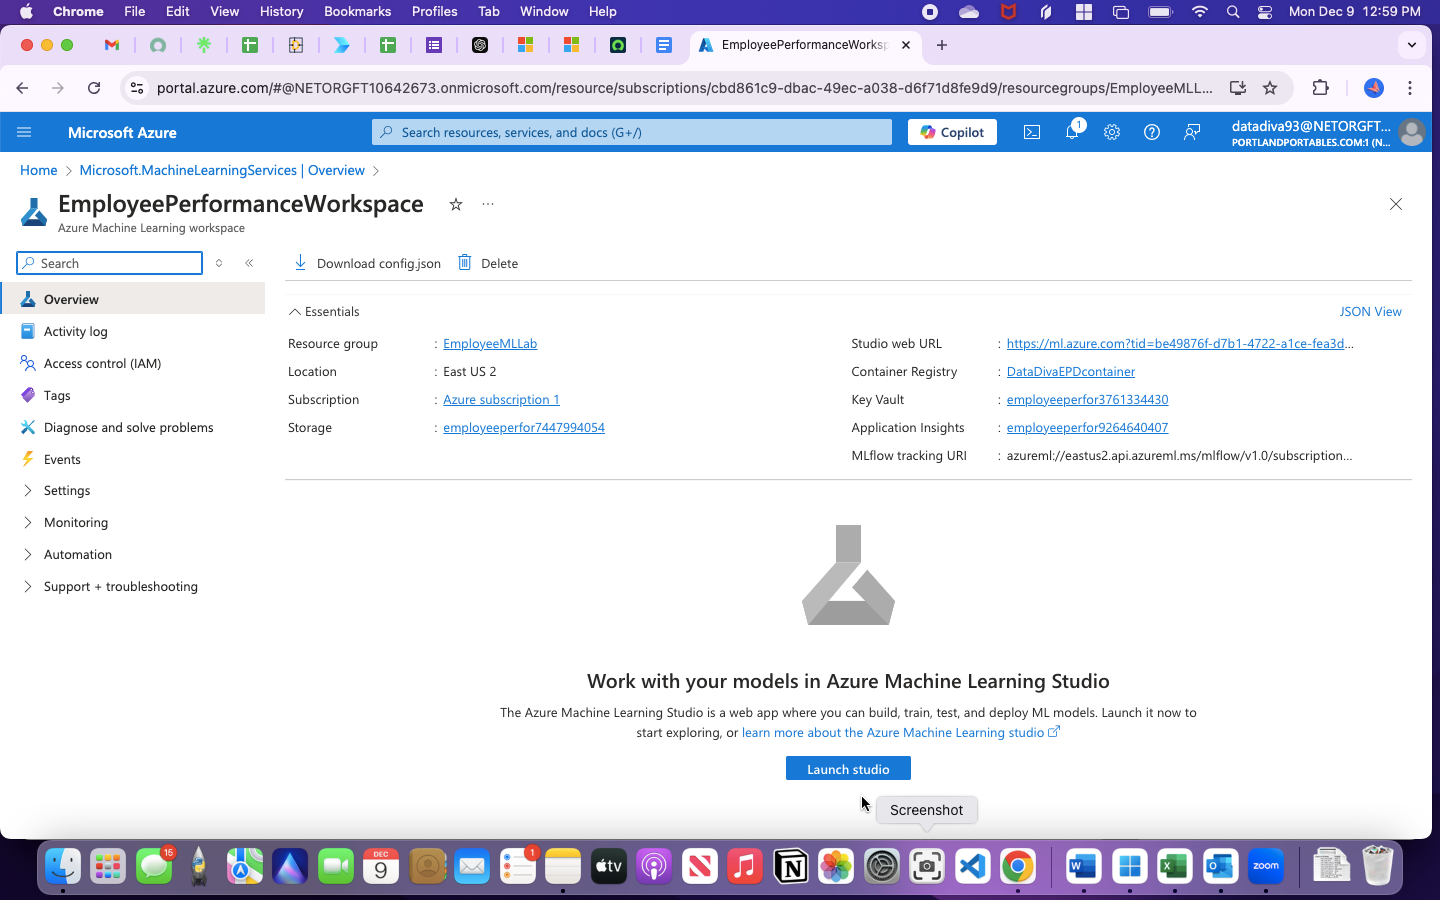 Chrome File Edit View History Bookmarks Profiles Tab Window Help Mon Dec 9 12:59 PM
EmployeePerformanceWorksp
portal.azure.com/#@NETORGFT10642673.onmicrosoft.com/resource/subscriptions/cbd861c9-dbac-49ec-a038-d6f71d8fe9d9/resourcegroups/EmployeeMLL...
Microsoft Azure
Search resources, services, and docs (G+/)
Copilot
1
datadiva93@NETORGFT...
PORTLANDPORTABLES.COM:1 (N...
Home > Microsoft.MachineLearningServices | Overview >
EmployeePerformanceWorkspace
Azure Machine Learning workspace
Search
Download config.json
Delete
Overview
Activity log
Access control (IAM)
Tags
Diagnose and solve problems
Events
Settings
Monitoring
Automation
Support + troubleshooting
Essentials
JSON View
Resource group : EmployeeMLLab
Location : East US 2
Subscription : Azure subscription 1
Storage : employeeperfor7447994054
Studio web URL : https://ml.azure.com?tid=be49876f-d7b1-4722-a1ce-fea3d...
Container Registry : DataDivaEPDcontainer
Key Vault : employeeperfor3761334430
Application Insights : employeeperfor9264640407
MLflow tracking URI : azureml://eastus2.api.azureml.ms/mlflow/v1.0/subscription...
Work with your models in Azure Machine Learning Studio
The Azure Machine Learning Studio is a web app where you can build, train, test, and deploy ML models. Launch it now to
start exploring, or learn more about the Azure Machine Learning studio
Launch studio
Screenshot
15
DEC
9
1
tv
zoom